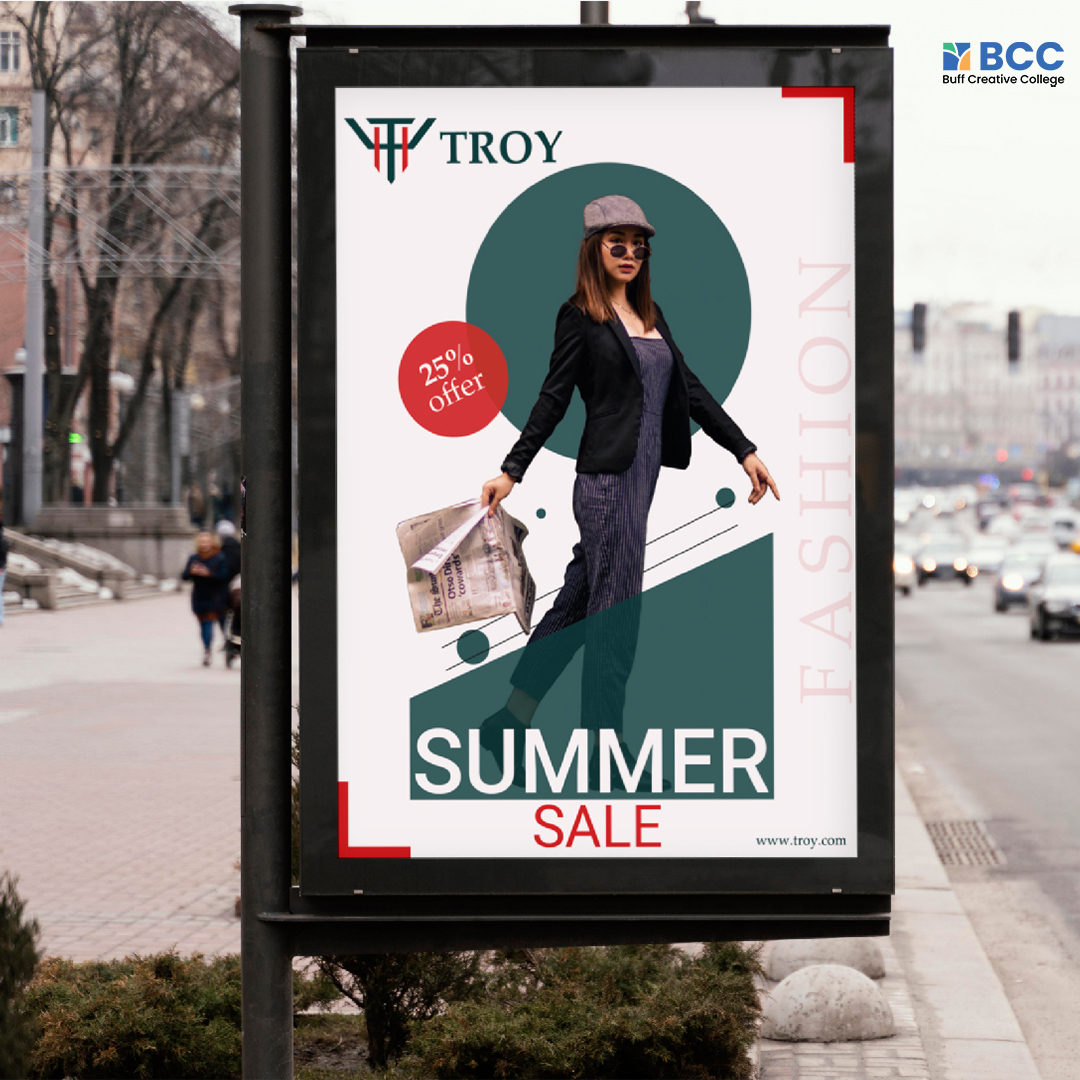 BCC
Buff Creative College
TROY
25%
offer
FASHION
SUMMER
SALE
www.troy.com